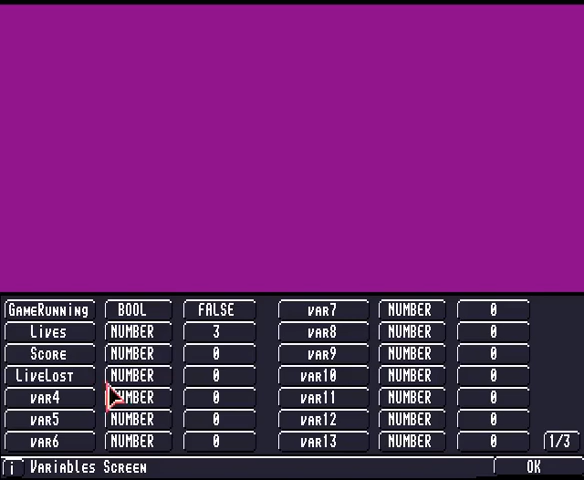 GameRunning BOOL FALSE var7 NUMBER 0
Lives NUMBER 3 var8 NUMBER 0
Score NUMBER 0 var9 NUMBER 0
LiveLost NUMBER 0 var10 NUMBER 0
var4 NUMBER 0 var11 NUMBER 0
var5 NUMBER 0 var12 NUMBER 0
var6 NUMBER 0 var13 NUMBER 0 1/3
i Variables Screen OK